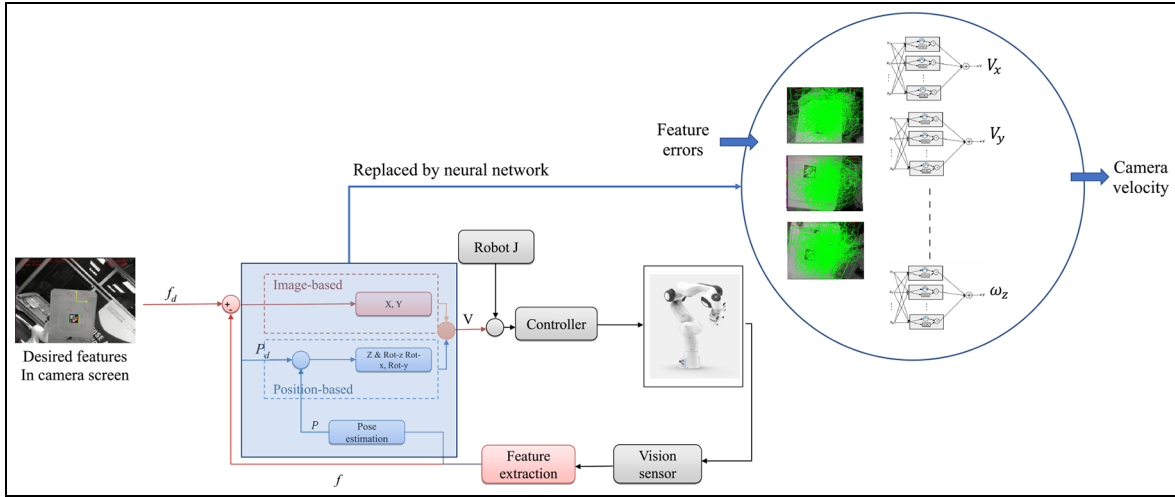 V_x
V_y
Feature
errors
Camera
velocity
Replaced by neural network
Robot J
f_d
+
-
Image-based
X, Y
V
Controller
ω_z
Desired features
In camera screen
P_d
Z & Rot-z Rot-
x, Rot-y
Position-based
P
Pose
estimation
f
Feature
extraction
Vision
sensor